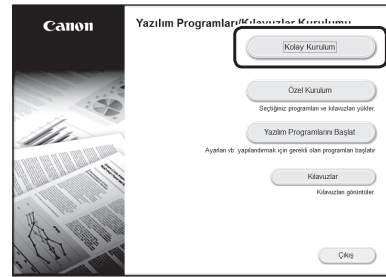 Canon
Yazılım Programları/Kılavuzlar Kurulumu
Kolay Kurulum
Özel Kurulum
Seçtiğiniz programları ve kılavuzları yükler.
Yazılım Programlarını Başlat
Ayarları vb. yapılandırmak için gerekli olan programları başlatır
Kılavuzlar
Kılavuzları görüntüler.
Çıkış